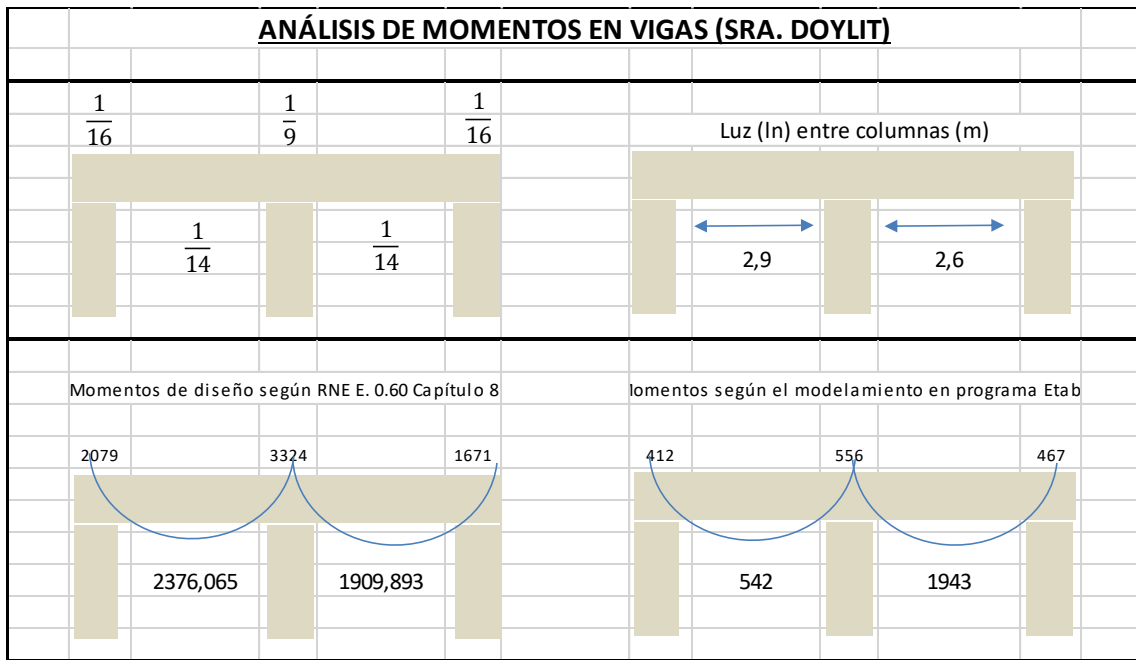 ANÁLISIS DE MOMENTOS EN VIGAS (SRA. DOYLIT)
1/16 1/9 1/16
1/14 1/14
Luz (ln) entre columnas (m)
2,9 2,6
Momentos de diseño según RNE E. 0.60 Capítulo 8
2079 3324 1671
2376,065 1909,893
lomentos según el modelamiento en programa Etab
412 556 467
542 1943